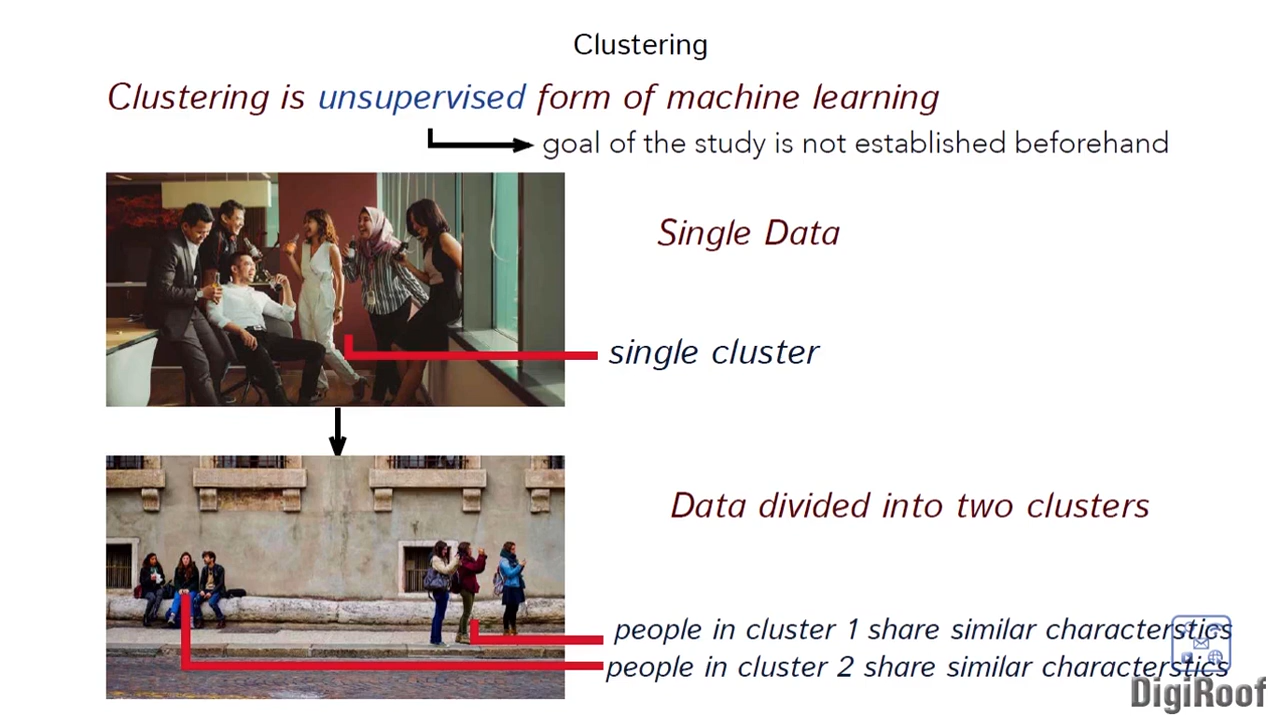 Clustering
Clustering is unsupervised form of machine learning
goal of the study is not established beforehand
Single Data
single cluster
Data divided into two clusters
people in cluster 1 share similar characterstics
people in cluster 2 share similar characterstics
DigiRoof